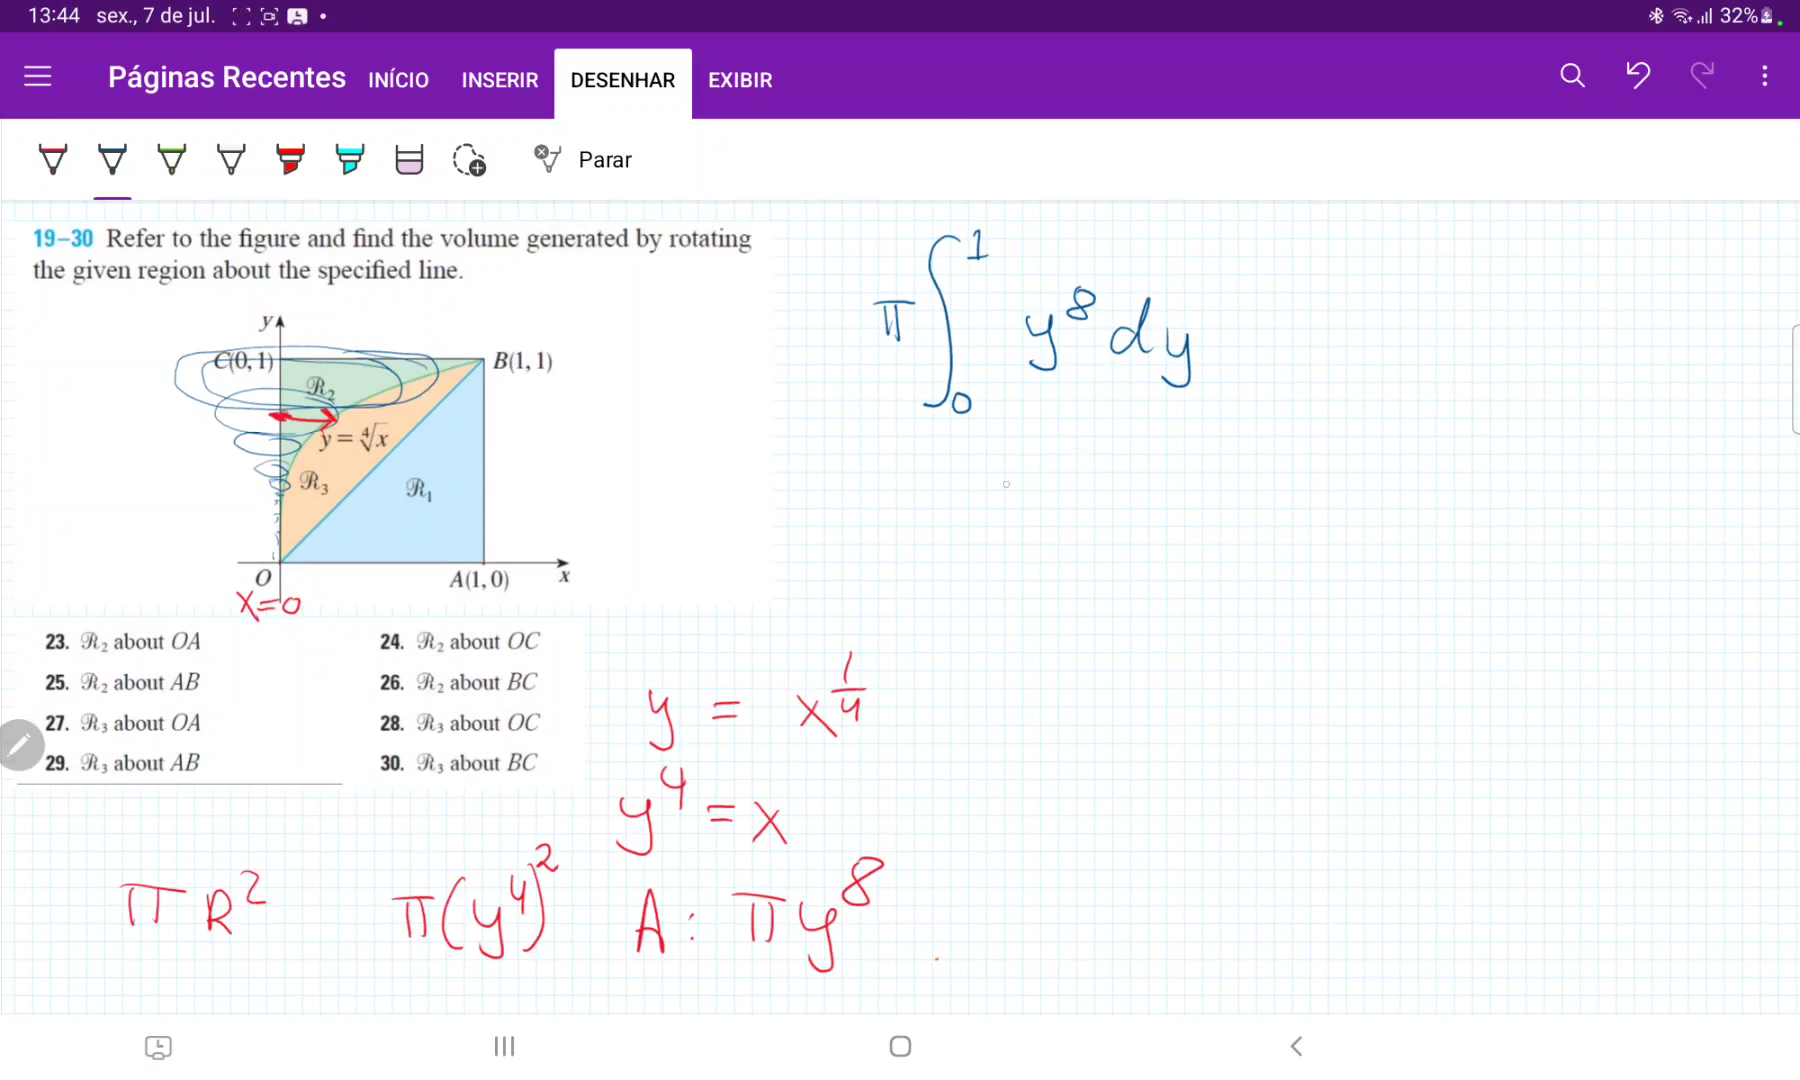 13:44 sex., 7 de jul.
32%
Páginas Recentes INÍCIO INSERIR DESENHAR EXIBIR
Parar
19–30 Refer to the figure and find the volume generated by rotating
the given region about the specified line.
y
C(0, 1)
B(1, 1)
ℛ₂
y = ∜x
ℛ₃
ℛ₁
O
A(1, 0)
x
x=0
23. ℛ₂ about OA
24. ℛ₂ about OC
25. ℛ₂ about AB
26. ℛ₂ about BC
27. ℛ₃ about OA
28. ℛ₃ about OC
29. ℛ₃ about AB
30. ℛ₃ about BC
π ∫₀¹ y⁸ dy
y = x^(1/4)
y⁴ = x
πR² π(y⁴)² A: πy⁸